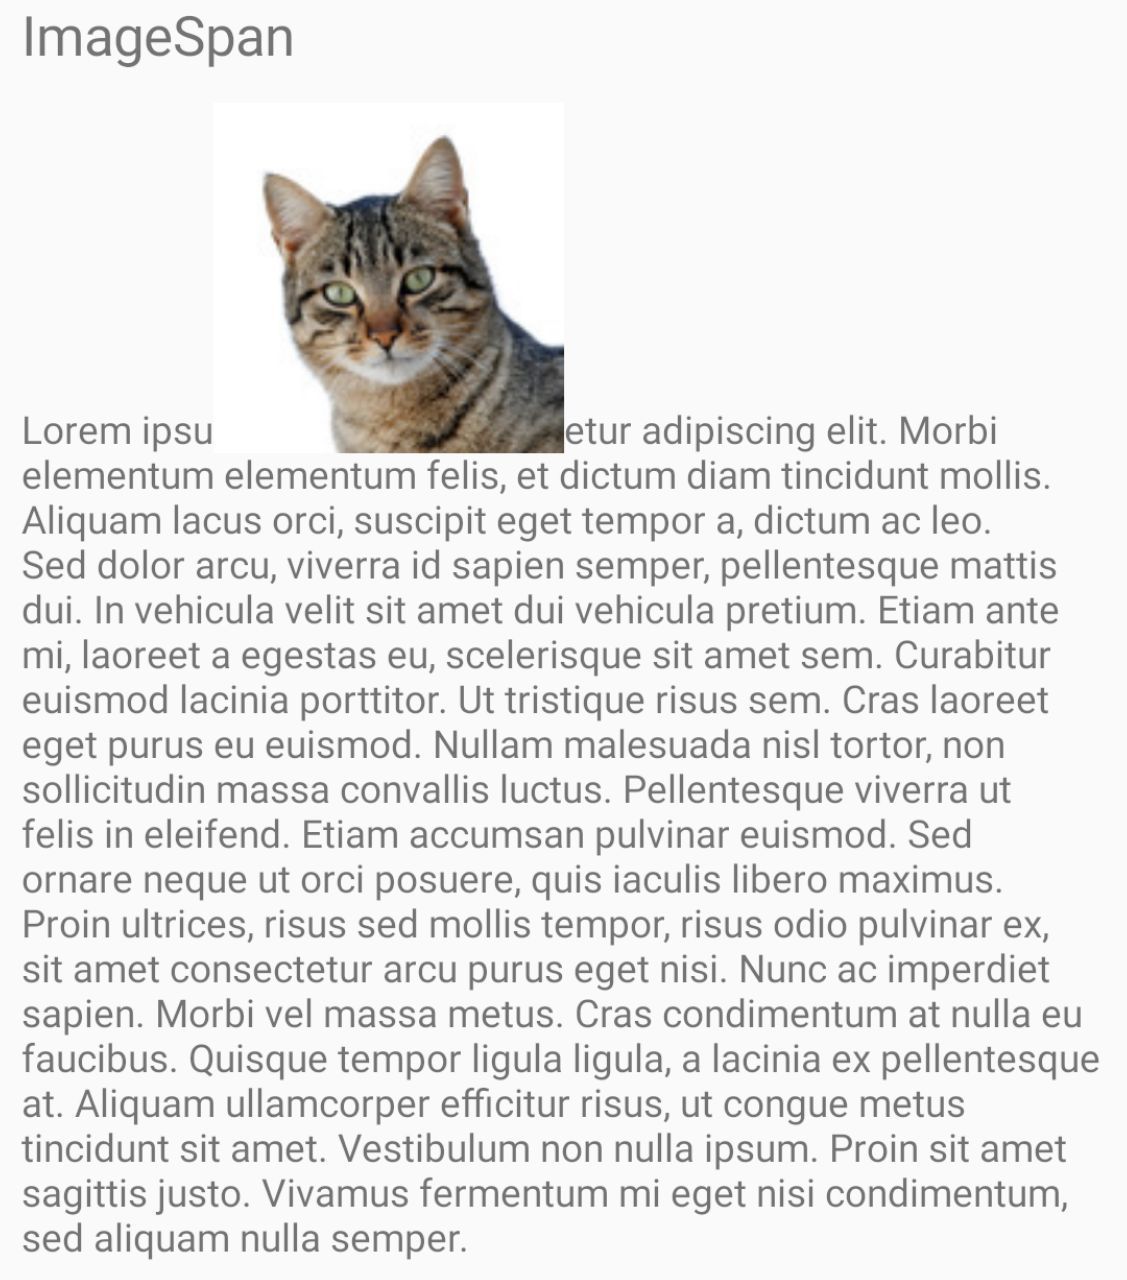 ImageSpan
Lorem ipsu etur adipiscing elit. Morbi
elementum elementum felis, et dictum diam tincidunt mollis.
Aliquam lacus orci, suscipit eget tempor a, dictum ac leo.
Sed dolor arcu, viverra id sapien semper, pellentesque mattis
dui. In vehicula velit sit amet dui vehicula pretium. Etiam ante
mi, laoreet a egestas eu, scelerisque sit amet sem. Curabitur
euismod lacinia porttitor. Ut tristique risus sem. Cras laoreet
eget purus eu euismod. Nullam malesuada nisl tortor, non
sollicitudin massa convallis luctus. Pellentesque viverra ut
felis in eleifend. Etiam accumsan pulvinar euismod. Sed
ornare neque ut orci posuere, quis iaculis libero maximus.
Proin ultrices, risus sed mollis tempor, risus odio pulvinar ex,
sit amet consectetur arcu purus eget nisi. Nunc ac imperdiet
sapien. Morbi vel massa metus. Cras condimentum at nulla eu
faucibus. Quisque tempor ligula ligula, a lacinia ex pellentesque
at. Aliquam ullamcorper efficitur risus, ut congue metus
tincidunt sit amet. Vestibulum non nulla ipsum. Proin sit amet
sagittis justo. Vivamus fermentum mi eget nisi condimentum,
sed aliquam nulla semper.